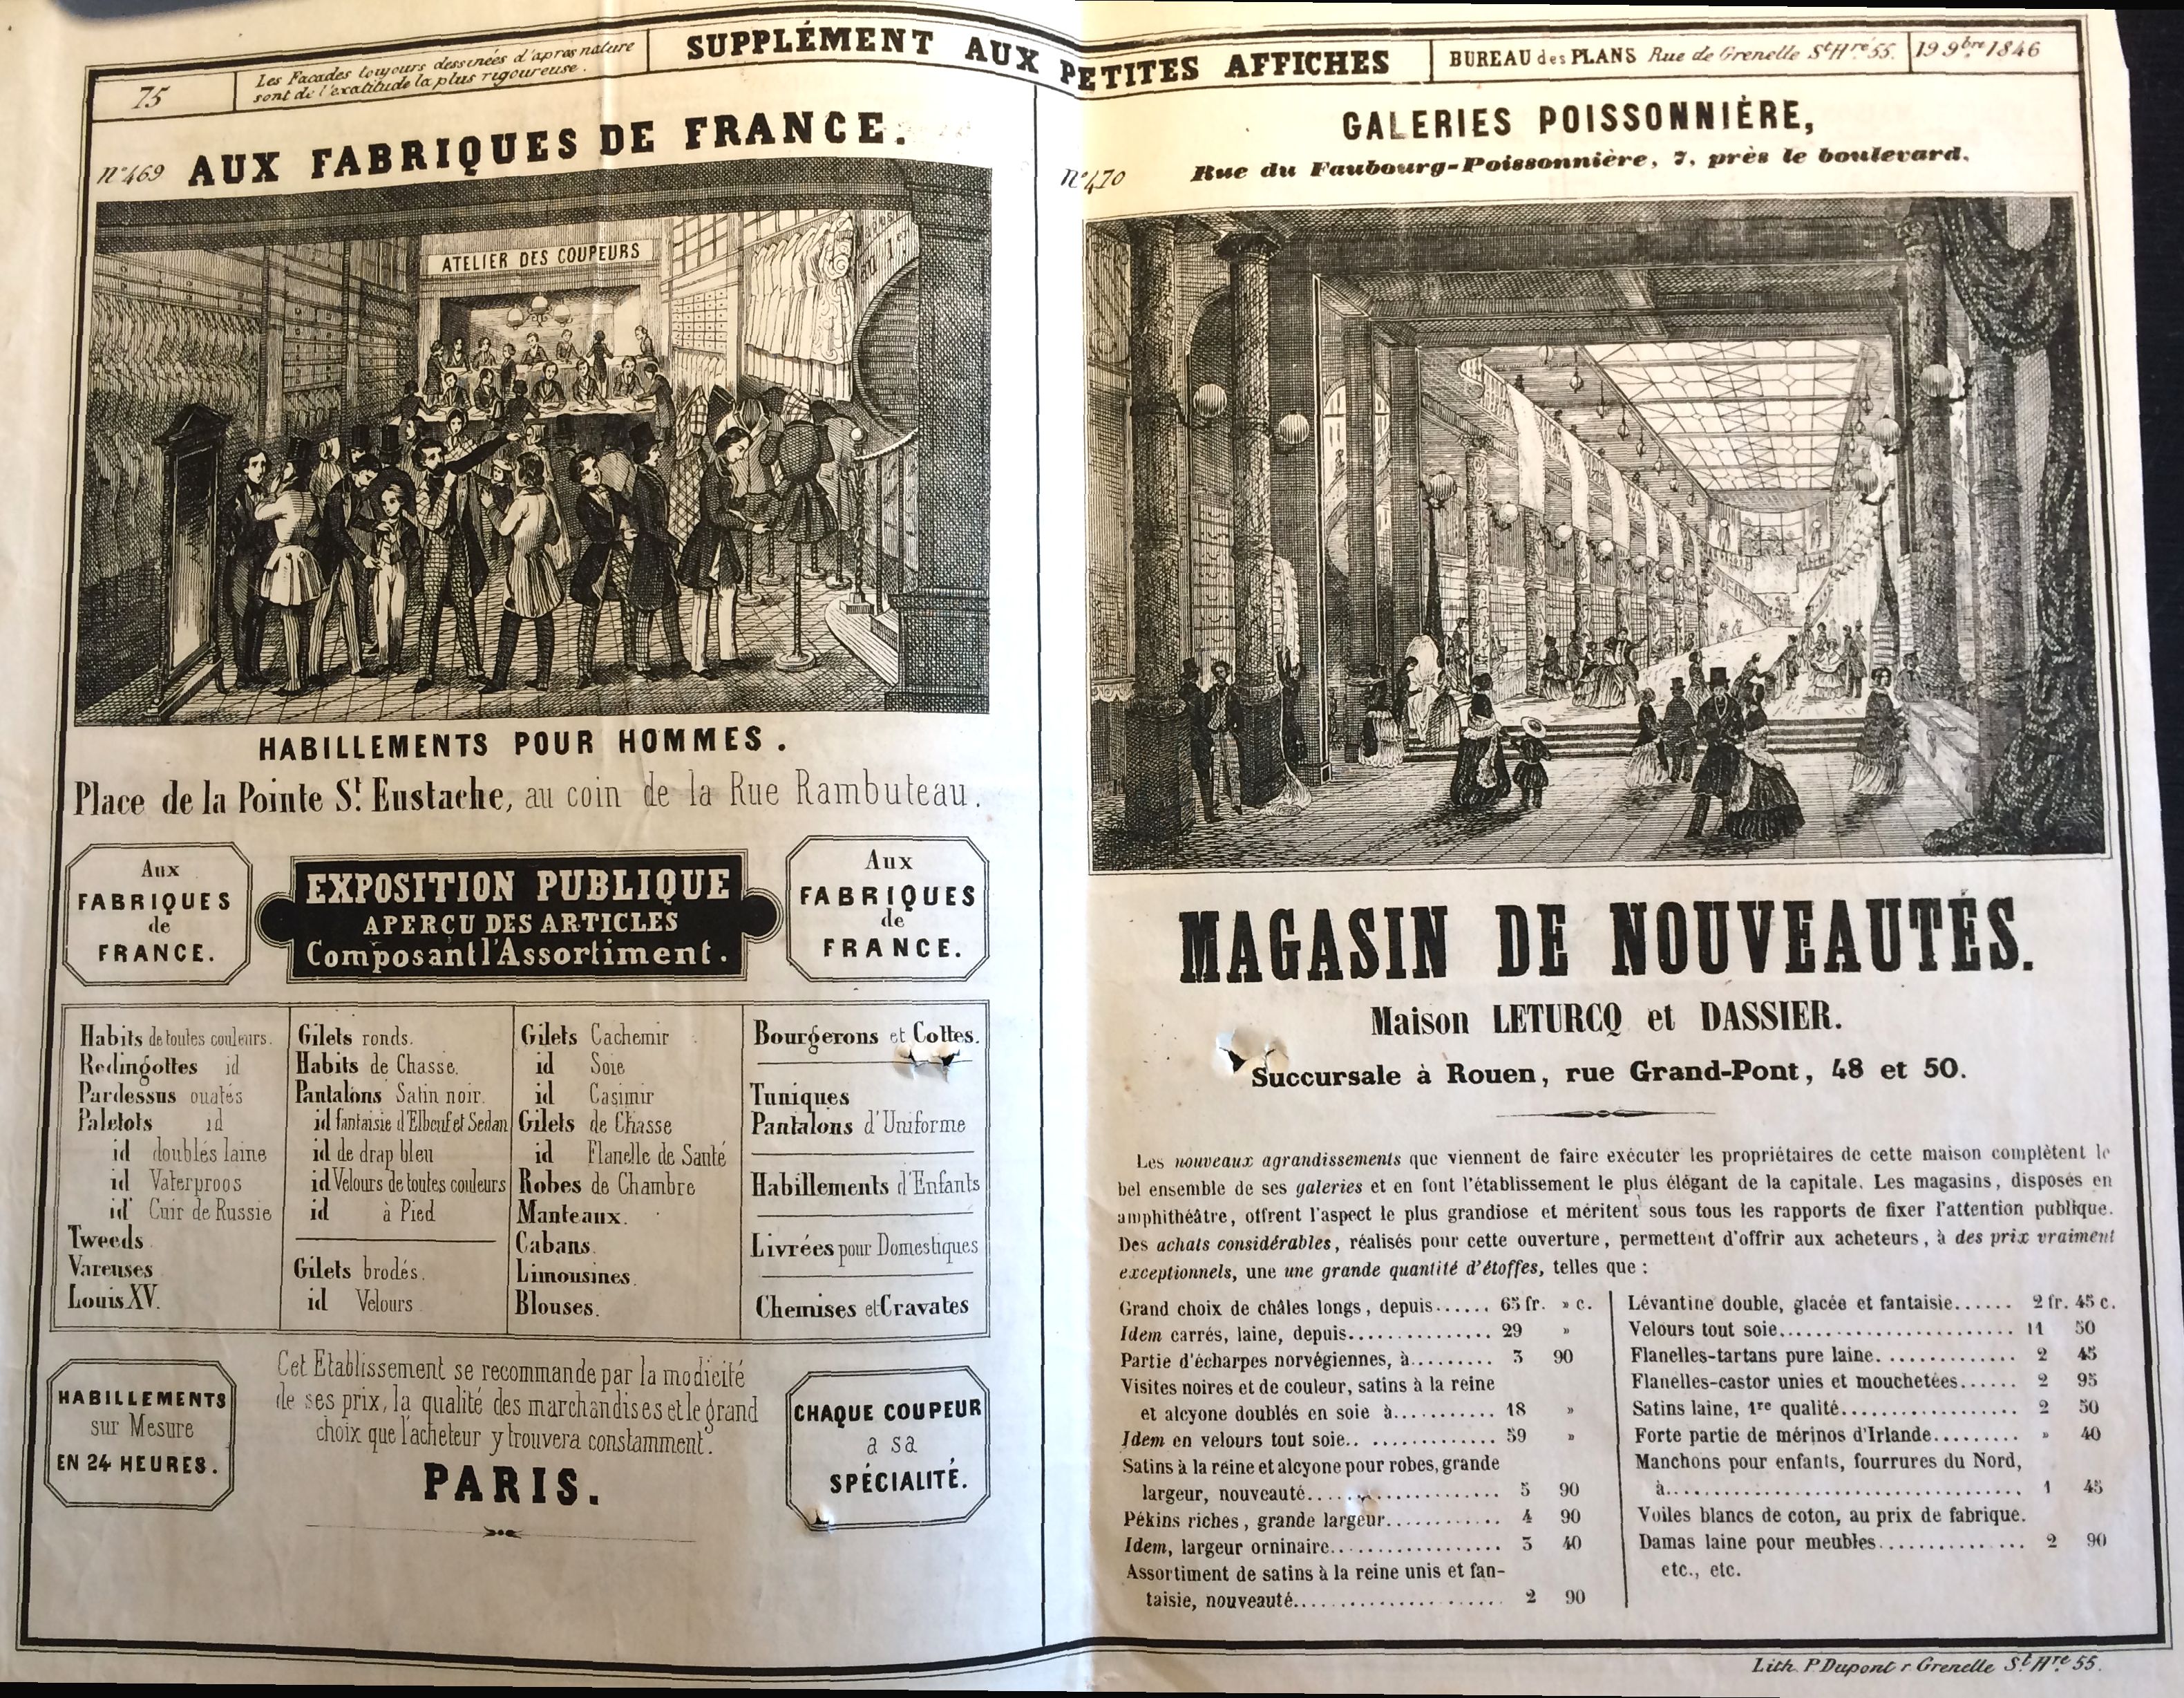 75
Les Facades toujours dessinées d'apres nature
sont de l'exatitude la plus rigoureuse.
SUPPLÉMENT AUX PETITES AFFICHES
BUREAU des PLANS Rue de Grenelle St Hré 55.
19 9bre 1846
N° 469
AUX FABRIQUES DE FRANCE.
ATELIER DES COUPEURS
HABILLEMENTS POUR HOMMES.
Place de la Pointe St. Eustache, au coin de la Rue Rambuteau.
Aux
FABRIQUES
de
FRANCE.
EXPOSITION PUBLIQUE
APERÇU DES ARTICLES
Composant l'Assortiment.
Aux
FABRIQUES
de
FRANCE.
Habits de toutes couleurs.
Redingottes id
Pardessus ouatés
Paletots id
id doublés laine
id Vaterproos
id Cuir de Russie
Tweeds
Vareuses
Louis XV.
Gilets ronds.
Habits de Chasse.
Pantalons Satin noir.
id fantaisie d'Elbeuf et Sedan
id de drap bleu
id Velours de toutes couleurs
id à Pied
Gilets brodés.
id Velours
Gilets Cachemir
id Soie
id Casimir
Gilets de Chasse
id Flanelle de Santé
Robes de Chambre
Manteaux.
Cabans.
Limousines.
Blouses.
Bourgerons et Cottes.
Tuniques
Pantalons d'Uniforme
Habillements d'Enfants
Livrées pour Domestiques
Chemises et Cravates
HABILLEMENTS
sur Mesure
EN 24 HEURES.
Cet Etablissement se recommande par la modicité
de ses prix, la qualité des marchandises et le grand
choix que l'acheteur y trouvera constamment.
PARIS.
CHAQUE COUPEUR
a sa
SPÉCIALITÉ.
N° 470
GALERIES POISSONNIÈRE,
Rue du Faubourg-Poissonnière, 7, près le boulevard.
MAGASIN DE NOUVEAUTÉS.
Maison LETURCQ et DASSIER.
Succursale à Rouen, rue Grand-Pont, 48 et 50.
Les nouveaux agrandissements que viennent de faire exécuter les propriétaires de cette maison complètent le
bel ensemble de ses galeries et en font l'établissement le plus élégant de la capitale. Les magasins, disposés en
amphithéâtre, offrent l'aspect le plus grandiose et méritent sous tous les rapports de fixer l'attention publique.
Des achats considérables, réalisés pour cette ouverture, permettent d'offrir aux acheteurs, à des prix vraiment
exceptionnels, une une grande quantité d'étoffes, telles que :
Grand choix de châles longs, depuis...... 65 fr. » c.
Idem carrés, laine, depuis............... 29 »
Partie d'écharpes norvégiennes, à......... 3 90
Visites noires et de couleur, satins à la reine
et alcyone doublés en soie à........... 18 »
Idem en velours tout soie.. ............. 59 »
Satins à la reine et alcyone pour robes, grande
largeur, nouveauté.................... 5 90
Pékins riches, grande largeur............ 4 90
Idem, largeur orninaire.................. 3 40
Assortiment de satins à la reine unis et fan-
taisie, nouveauté...................... 2 90
Lévantine double, glacée et fantaisie...... 2 fr. 45 c.
Velours tout soie........................ 11 50
Flanelles-tartans pure laine. ............. 2 45
Flanelles-castor unies et mouchetées...... 2 95
Satins laine, 1re qualité.................. 2 50
Forte partie de mérinos d'Irlande......... » 40
Manchons pour enfants, fourrures du Nord,
à...................................... 1 45
Voiles blancs de coton, au prix de fabrique.
Damas laine pour meubles............... 2 90
etc., etc.
Lith. P. Dupont r. Grenelle St. Hré. 55.